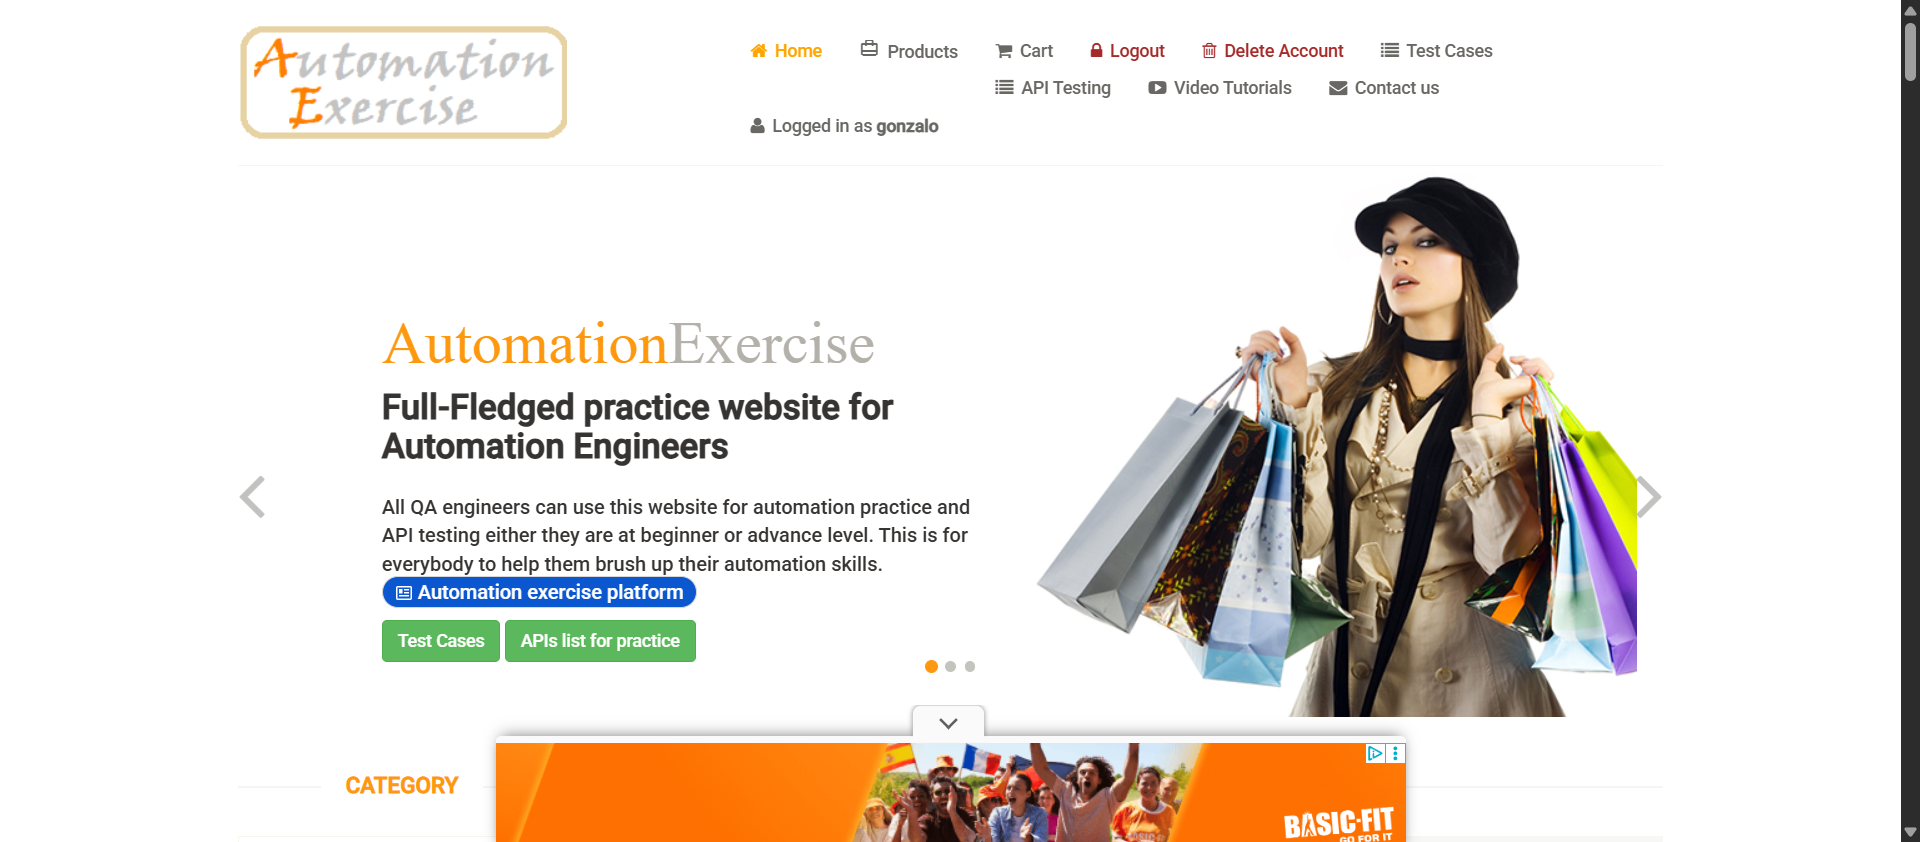 Automation
Exercise
Home
Products
Cart
Logout
Delete Account
Test Cases
API Testing
Video Tutorials
Contact us
Logged in as gonzalo
AutomationExercise
Full-Fledged practice website for
Automation Engineers
All QA engineers can use this website for automation practice and
API testing either they are at beginner or advance level. This is for
everybody to help them brush up their automation skills.
Automation exercise platform
Test Cases
APIs list for practice
CATEGORY
BASIC-FIT
GO FOR IT